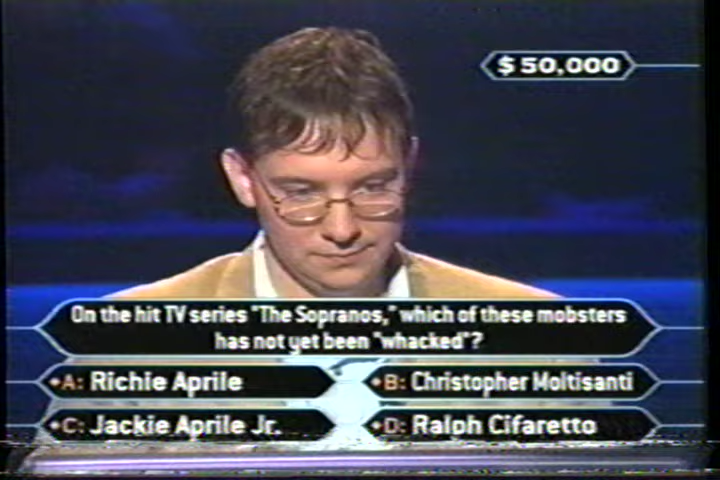 $50,000
On the hit TV series "The Sopranos," which of these mobsters
has not yet been "whacked"?
•A: Richie Aprile
•B: Christopher Moltisanti
•C: Jackie Aprile Jr.
•D: Ralph Cifaretto